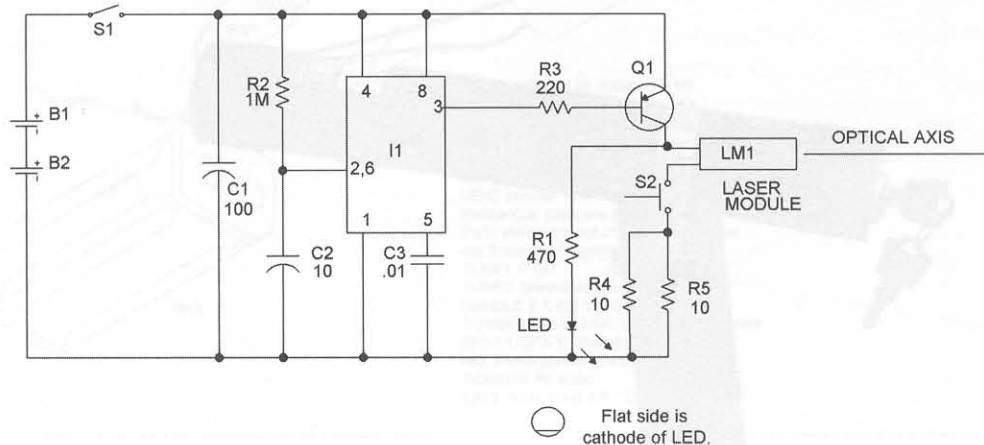 S1
+ B1
-
+ B2
-
R2
1M
C1
100
C2
10
4
8
3
I1
2,6
1
5
C3
.01
R3
220
Q1
LM1
OPTICAL AXIS
LASER
MODULE
S2
R1
470
R4
10
R5
10
LED
Flat side is
cathode of LED.